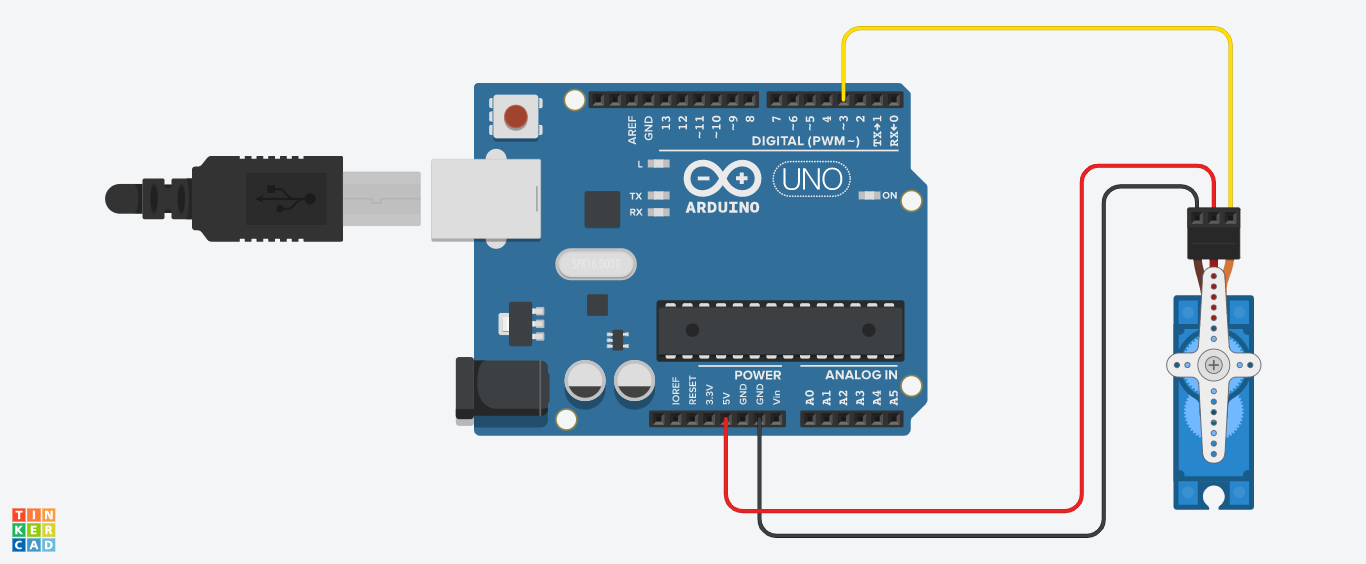 AREF
GND
13
12
~11
~10
~9
8
7
~6
~5
4
~3
2
TX→1
RX←0
DIGITAL (PWM~)
L
TX
RX
ARDUINO
UNO
ON
POWER
ANALOG IN
IOREF
RESET
3.3V
5V
GND
GND
Vin
A0
A1
A2
A3
A4
A5
TIN
KER
CAD